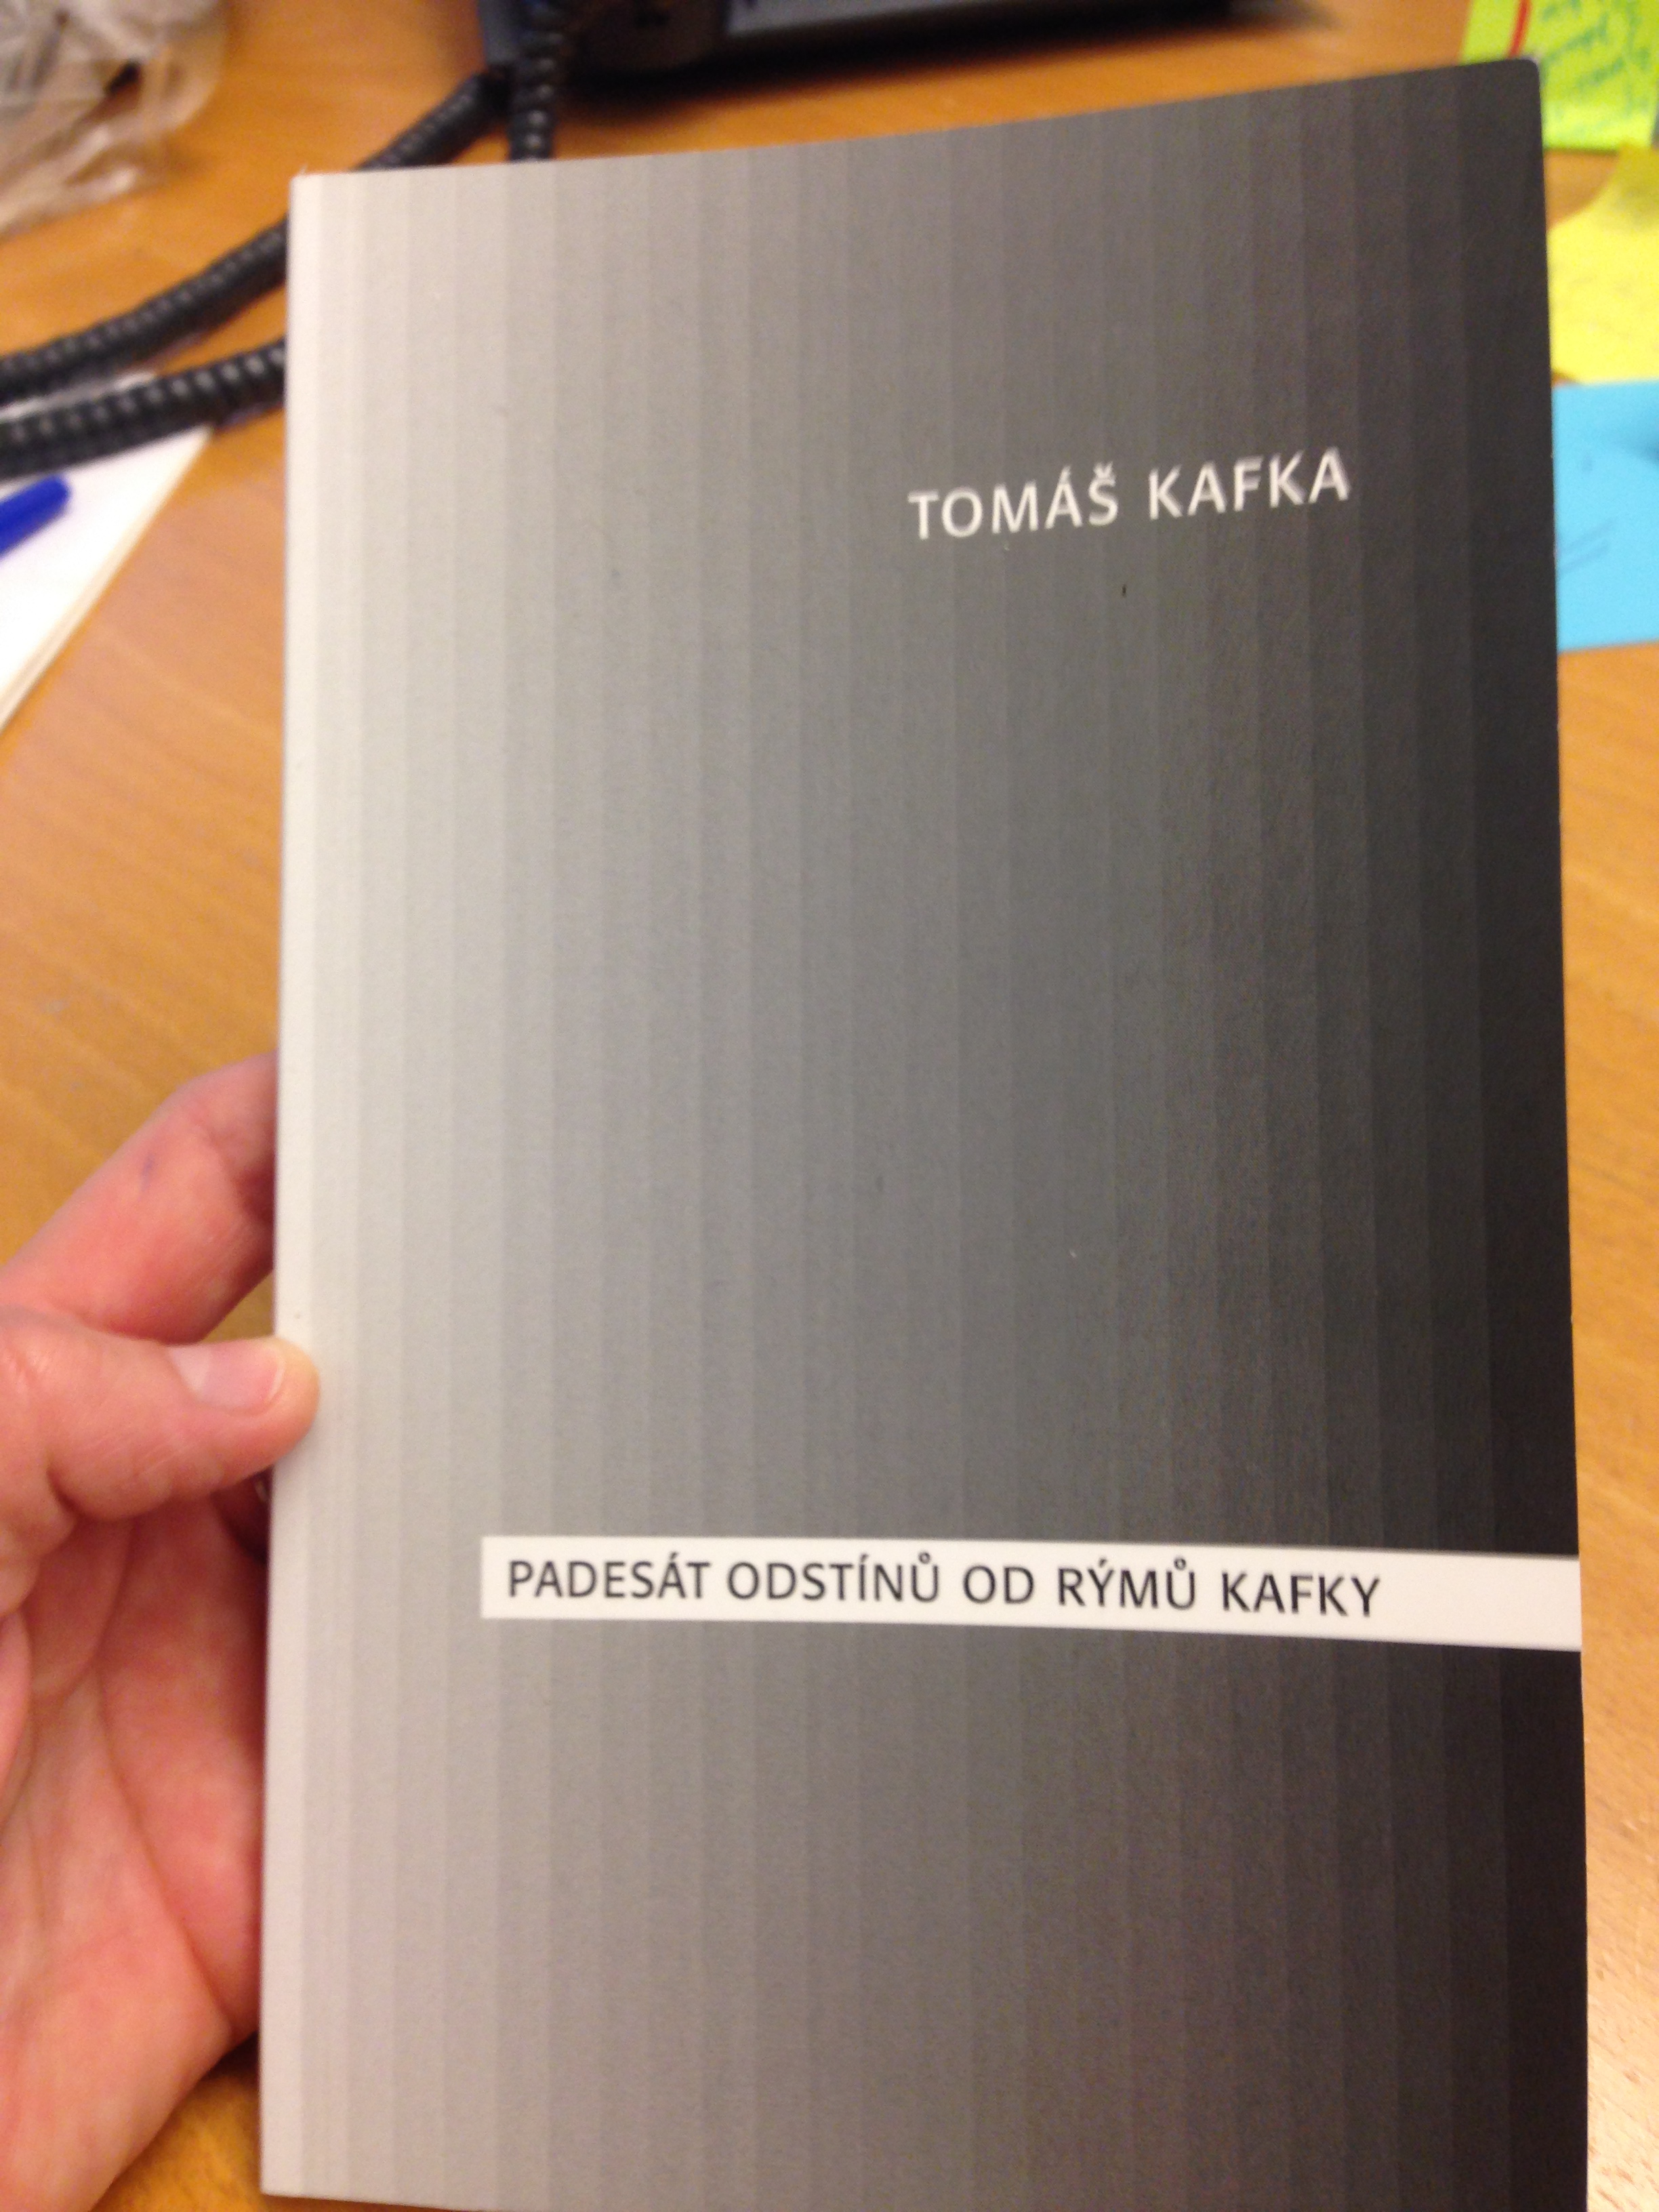 TOMÁŠ KAFKA
PADESÁT ODSTÍNŮ OD RÝMŮ KAFKY